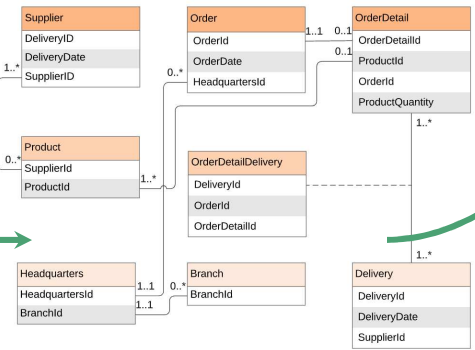 Supplier
DeliveryID
DeliveryDate
SupplierID
1..*
Order
OrderId
OrderDate
HeadquartersId
0..*
1..1
0..1
0..1
OrderDetail
OrderDetailId
ProductId
OrderId
ProductQuantity
1..*
Product
SupplierId
ProductId
0..*
1..*
OrderDetailDelivery
DeliveryId
OrderId
OrderDetailId
Headquarters
HeadquartersId
BranchId
1..1
1..1
0..*
Branch
BranchId
1..*
Delivery
DeliveryId
DeliveryDate
SupplierId